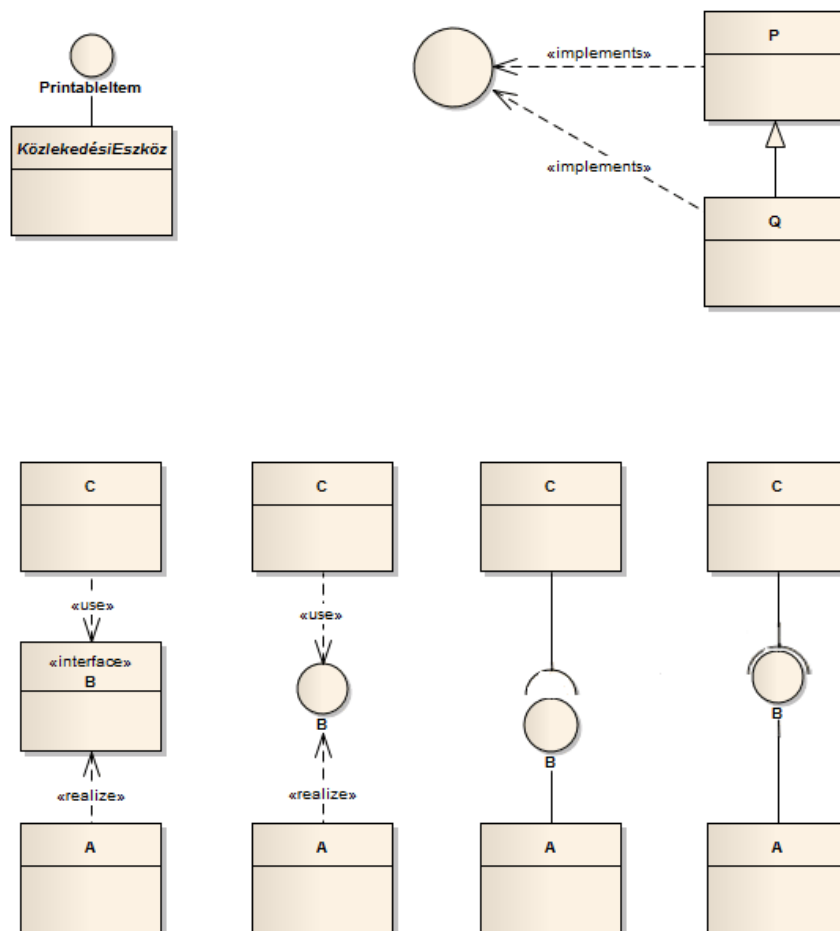 PrintableItem
KözlekedésiEszköz
«implements»
P
«implements»
Q
C
C
C
C
«use»
«use»
«interface»
B
B
B
B
«realize»
«realize»
A
A
A
A